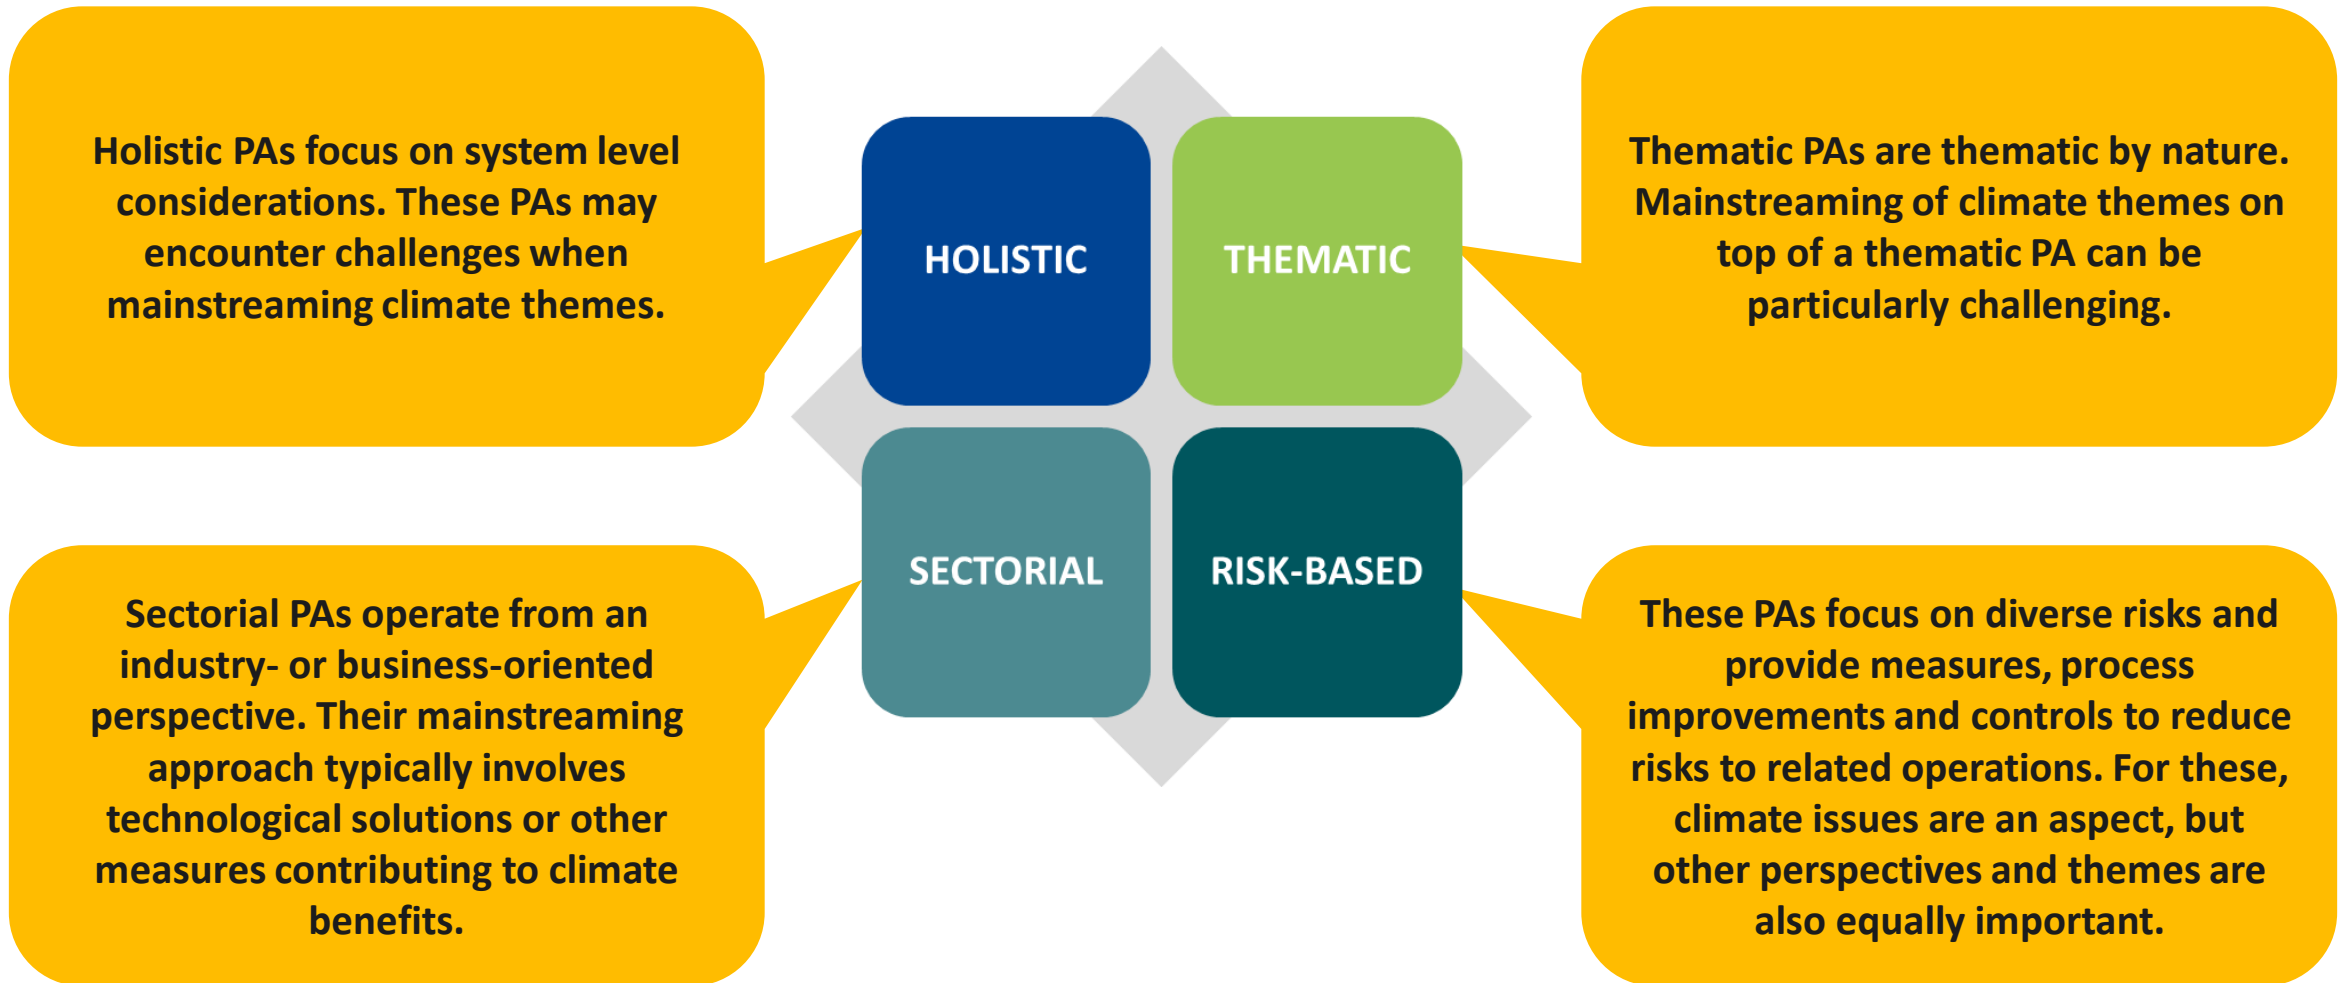 Holistic PAs focus on system level
considerations. These PAs may
encounter challenges when
mainstreaming climate themes.
HOLISTIC
THEMATIC
Thematic PAs are thematic by nature.
Mainstreaming of climate themes on
top of a thematic PA can be
particularly challenging.
Sectorial PAs operate from an
industry- or business-oriented
perspective. Their mainstreaming
approach typically involves
technological solutions or other
measures contributing to climate
benefits.
SECTORIAL
RISK-BASED
These PAs focus on diverse risks and
provide measures, process
improvements and controls to reduce
risks to related operations. For these,
climate issues are an aspect, but
other perspectives and themes are
also equally important.